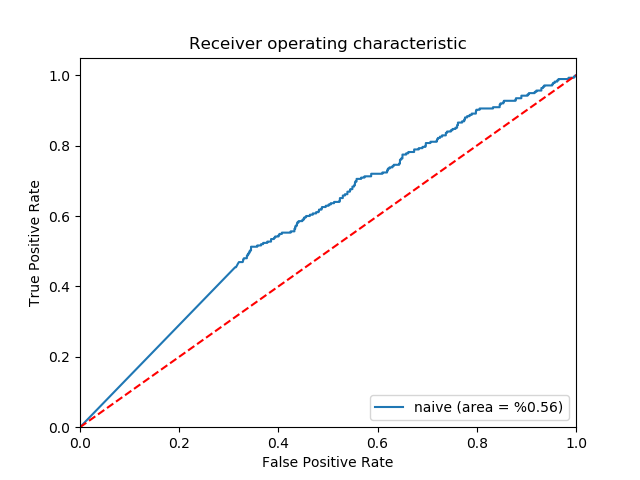 Receiver operating characteristic
True Positive Rate
1.0
0.8
0.6
0.4
0.2
0.0
0.0 0.2 0.4 0.6 0.8 1.0
False Positive Rate
naive (area = %0.56)